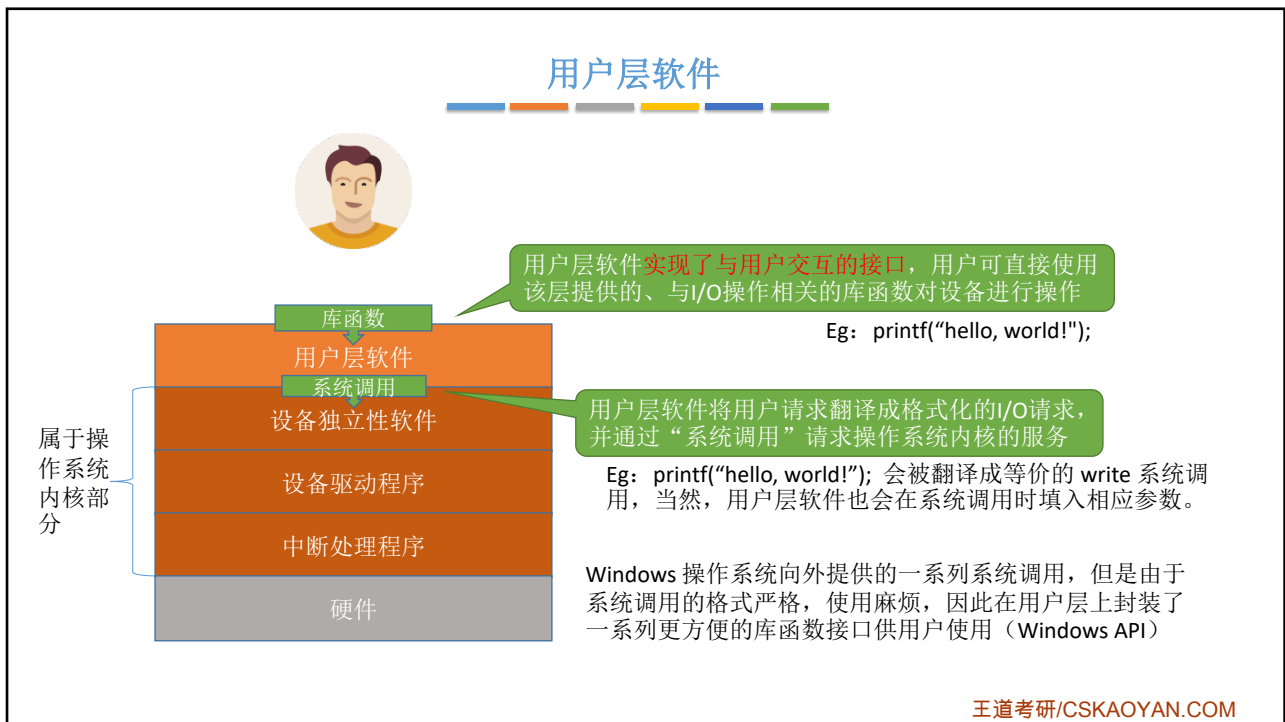 用户层软件
用户层软件实现了与用户交互的接口，用户可直接使用
该层提供的、与I/O操作相关的库函数对设备进行操作
库函数
Eg：printf(“hello, world!");
用户层软件
系统调用
用户层软件将用户请求翻译成格式化的I/O请求，
并通过“系统调用”请求操作系统内核的服务
设备独立性软件
属于操
作系统
内核部
分
Eg：printf(“hello, world!”); 会被翻译成等价的 write 系统调
用，当然，用户层软件也会在系统调用时填入相应参数。
设备驱动程序
中断处理程序
Windows 操作系统向外提供的一系列系统调用，但是由于
系统调用的格式严格，使用麻烦，因此在用户层上封装了
一系列更方便的库函数接口供用户使用（Windows API）
硬件
王道考研/CSKAOYAN.COM